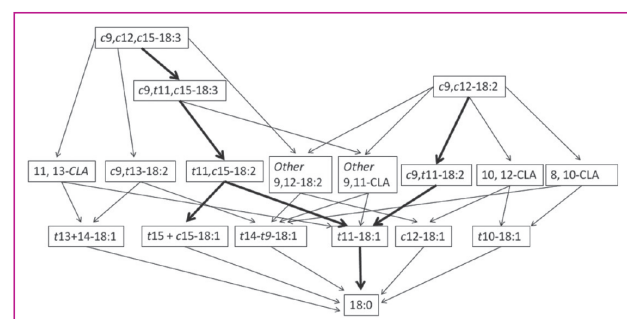 c9,c12,c15-18:3
c9,t11,c15-18:3
c9,c12-18:2
11, 13-CLA
c9,t13-18:2
t11,c15-18:2
Other
9,12-18:2
Other
9,11-CLA
c9,t11-18:2
10, 12-CLA
8, 10-CLA
t13+14-18:1
t15 + c15-18:1
t14-t9-18:1
t11-18:1
c12-18:1
t10-18:1
18:0